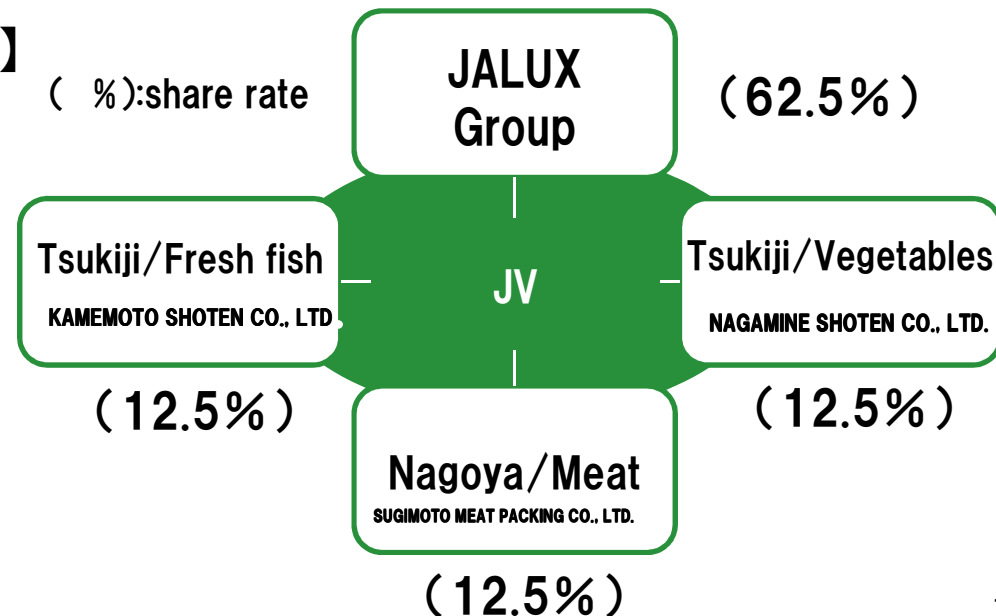 】
( %):share rate
JALUX
Group
(62.5%)
Tsukiji/Fresh fish
KAMEMOTO SHOTEN CO., LTD.
(12.5%)
JV
Tsukiji/Vegetables
NAGAMINE SHOTEN CO., LTD.
(12.5%)
Nagoya/Meat
SUGIMOTO MEAT PACKING CO., LTD.
(12.5%)